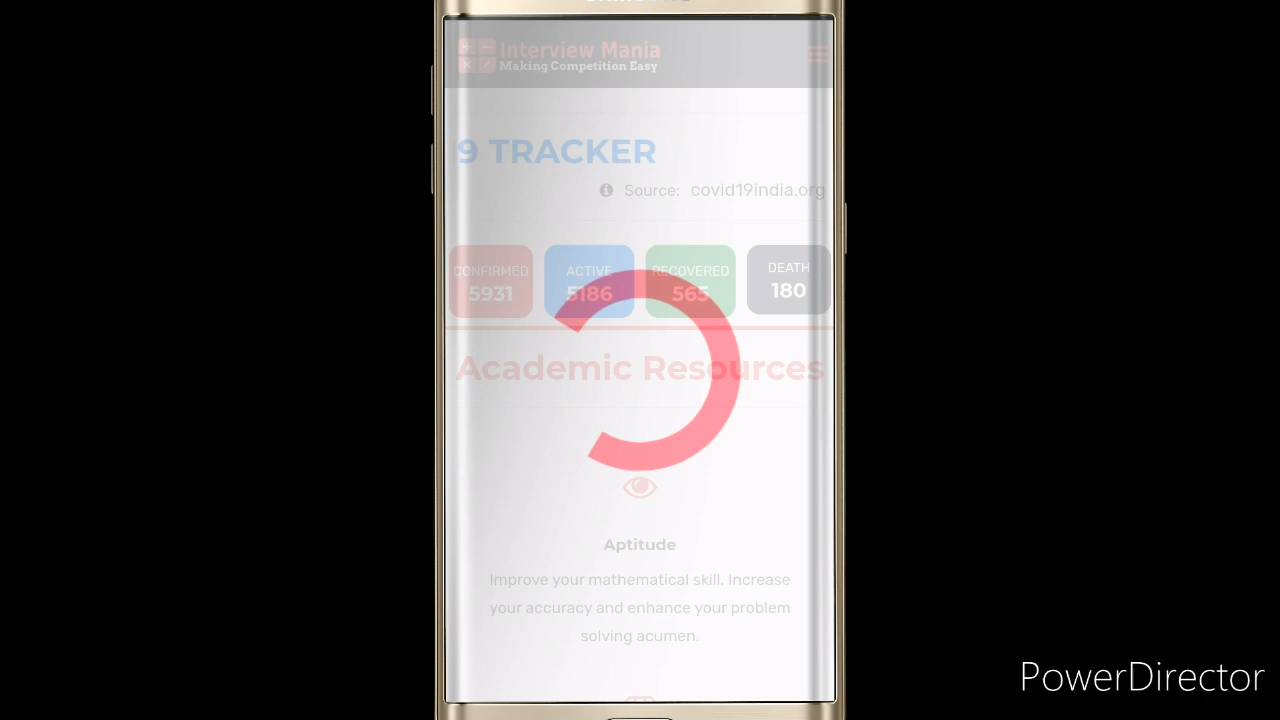 Interview Mania
Making Competition Easy
9 TRACKER
Source: covid19india.org
CONFIRMED
5931
ACTIVE
5186
RECOVERED
565
DEATH
180
Academic Resources
Aptitude
Improve your mathematical skill. Increase
your accuracy and enhance your problem
solving acumen.
PowerDirector